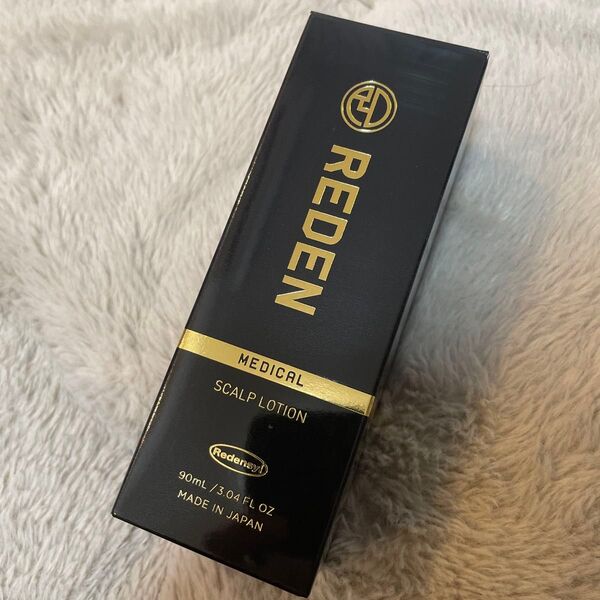 REDEN
MEDICAL
SCALP LOTION
Redensyl
90mL / 3.04 FL OZ
MADE IN JAPAN